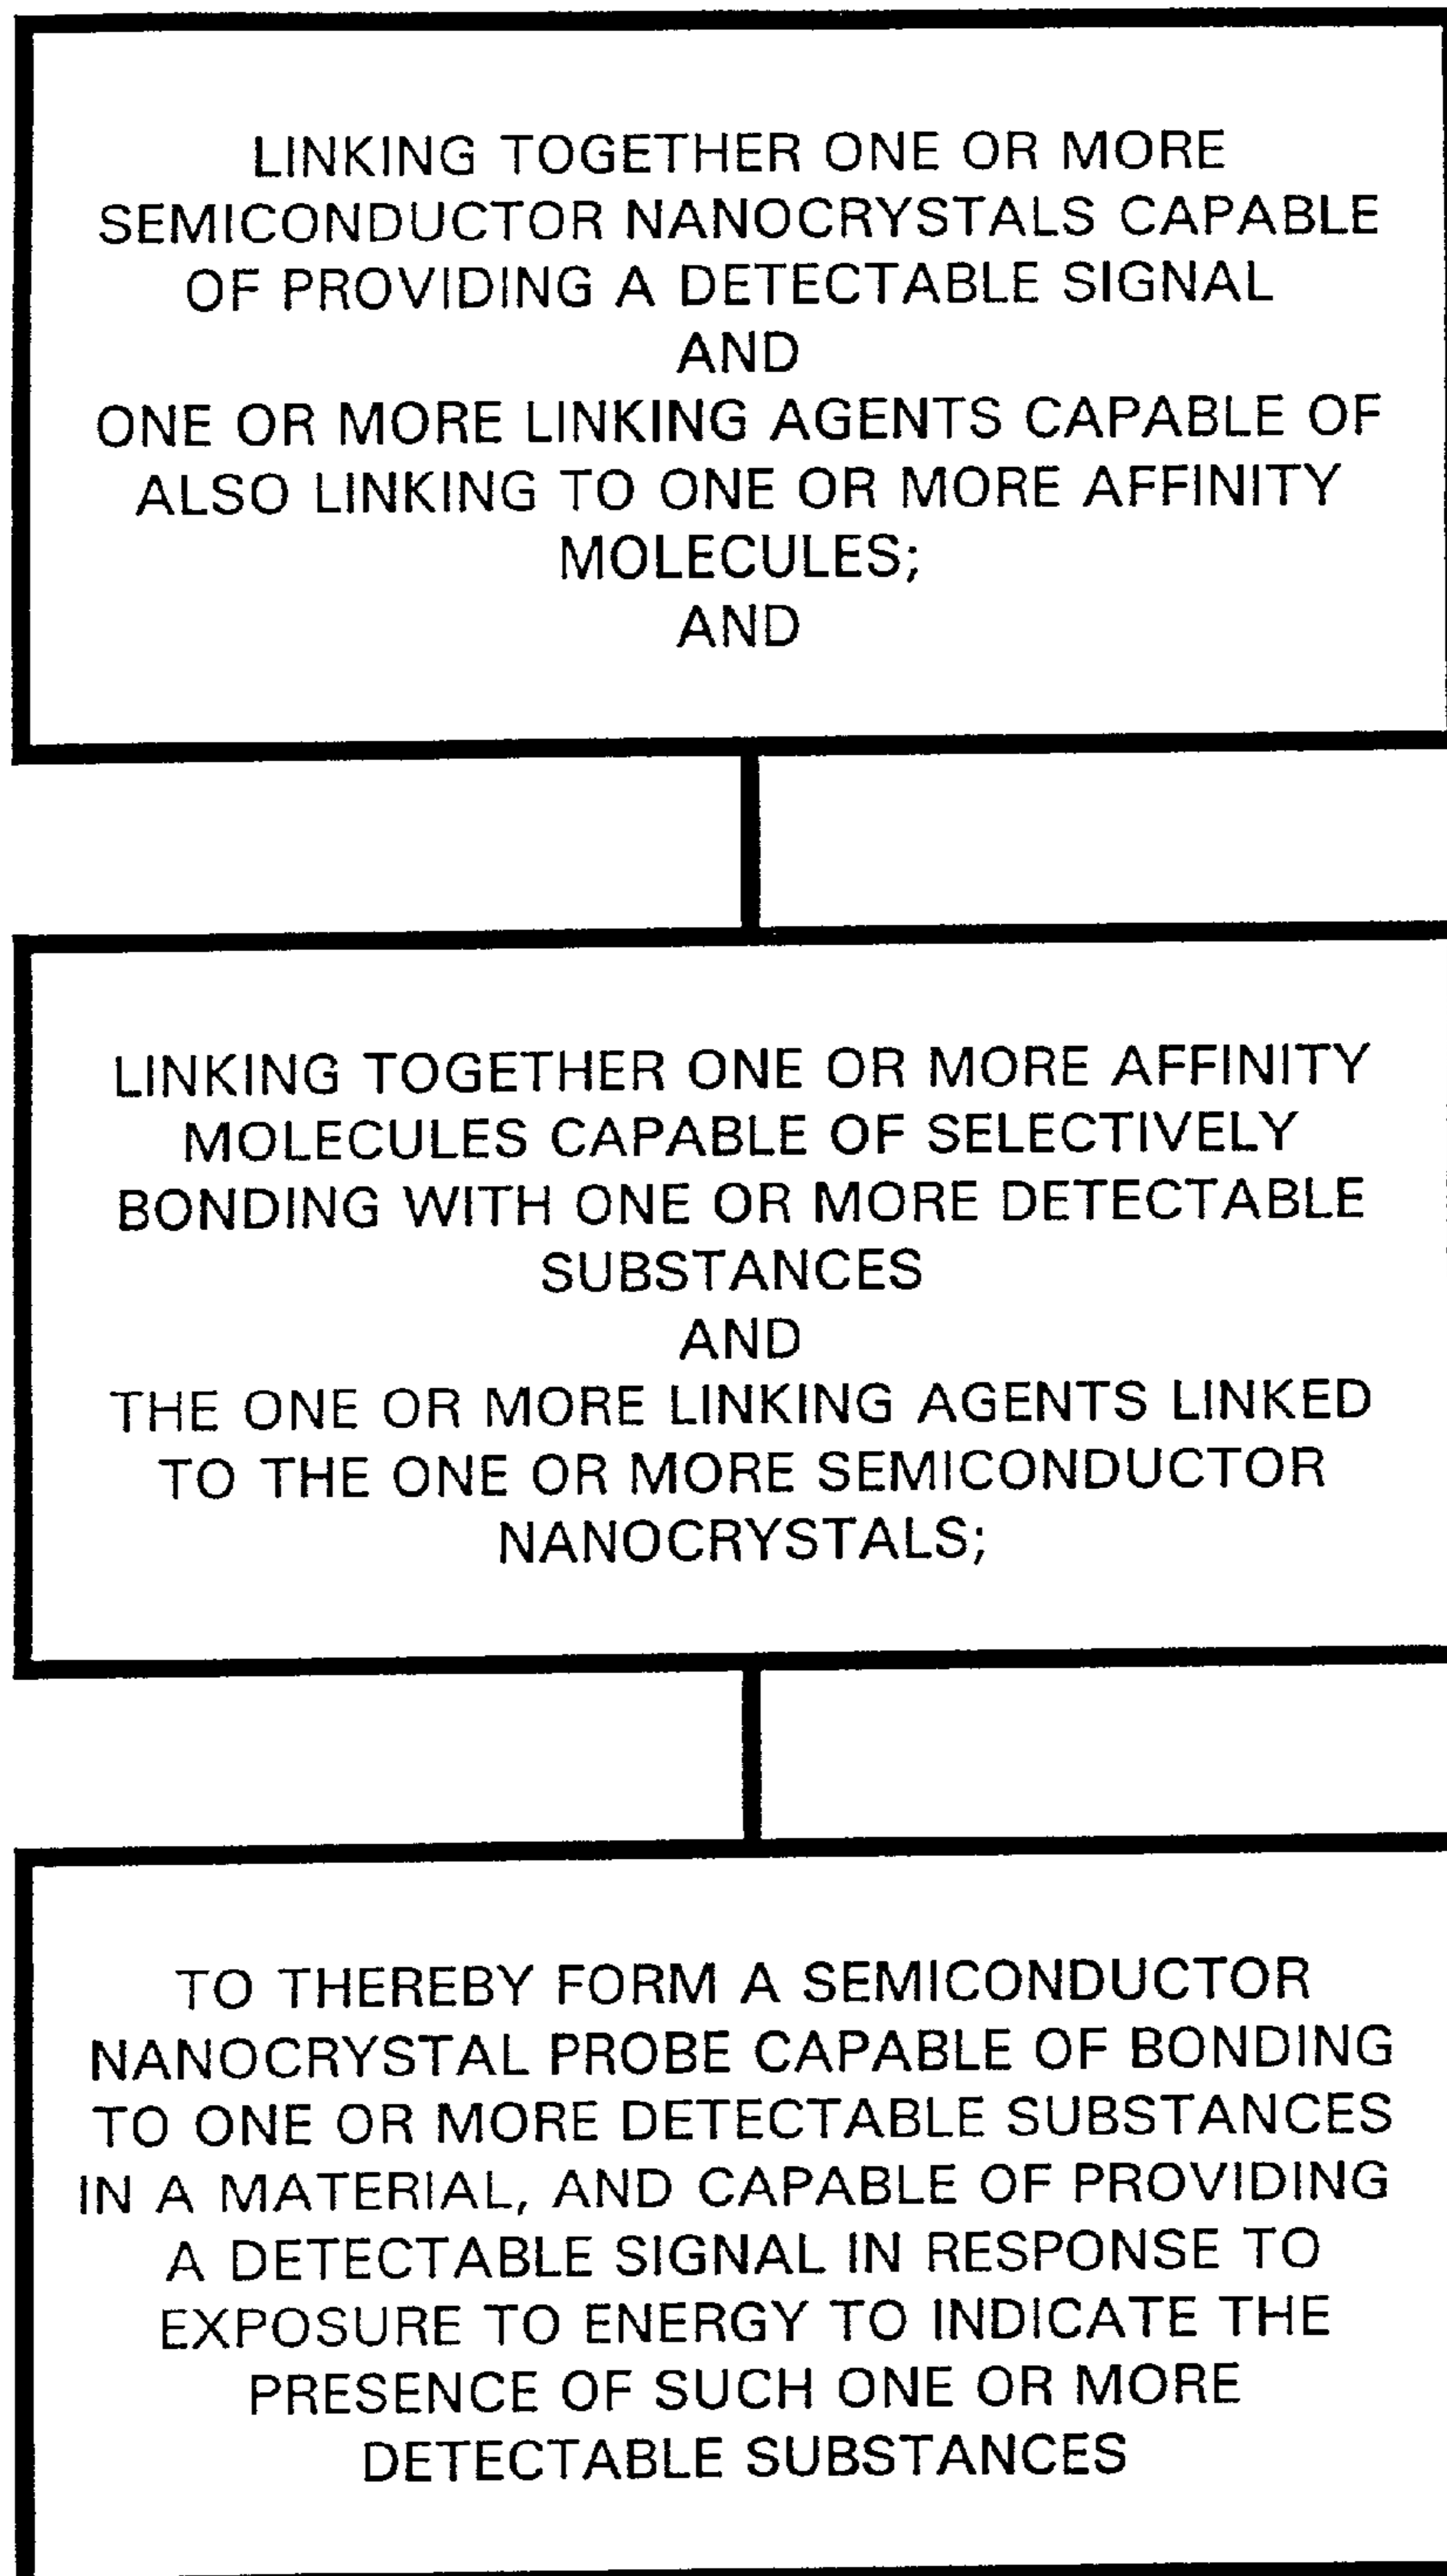 LINKING TOGETHER ONE OR MORE
SEMICONDUCTOR NANOCRYSTALS CAPABLE
OF PROVIDING A DETECTABLE SIGNAL
AND
ONE OR MORE LINKING AGENTS CAPABLE OF
ALSO LINKING TO ONE OR MORE AFFINITY
MOLECULES;
AND
LINKING TOGETHER ONE OR MORE AFFINITY
MOLECULES CAPABLE OF SELECTIVELY
BONDING WITH ONE OR MORE DETECTABLE
SUBSTANCES
AND
THE ONE OR MORE LINKING AGENTS LINKED
TO THE ONE OR MORE SEMICONDUCTOR
NANOCRYSTALS;
TO THEREBY FORM A SEMICONDUCTOR
NANOCRYSTAL PROBE CAPABLE OF BONDING
TO ONE OR MORE DETECTABLE SUBSTANCES
IN A MATERIAL, AND CAPABLE OF PROVIDING
A DETECTABLE SIGNAL IN RESPONSE TO
EXPOSURE TO ENERGY TO INDICATE THE
PRESENCE OF SUCH ONE OR MORE
DETECTABLE SUBSTANCES